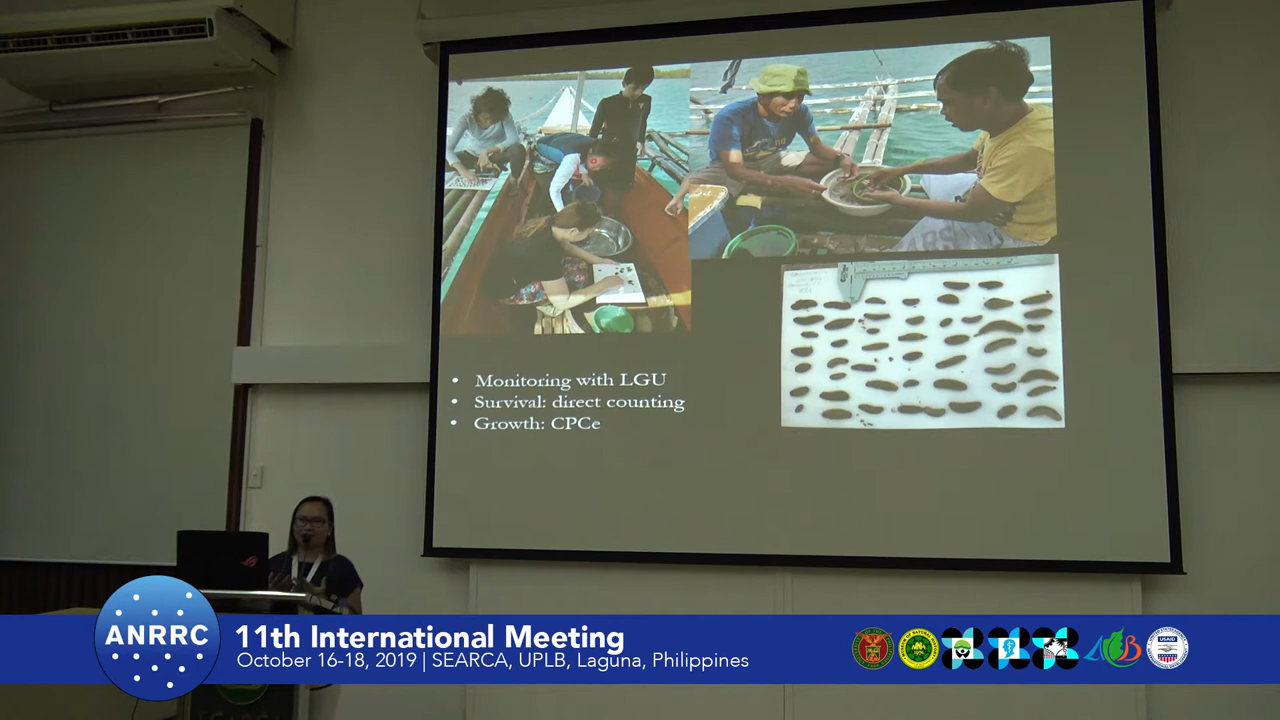 • Monitoring with LGU
• Survival: direct counting
• Growth: CPCe
ANRRC
11th International Meeting
October 16-18, 2019 | SEARCA, UPLB, Laguna, Philippines
USAID